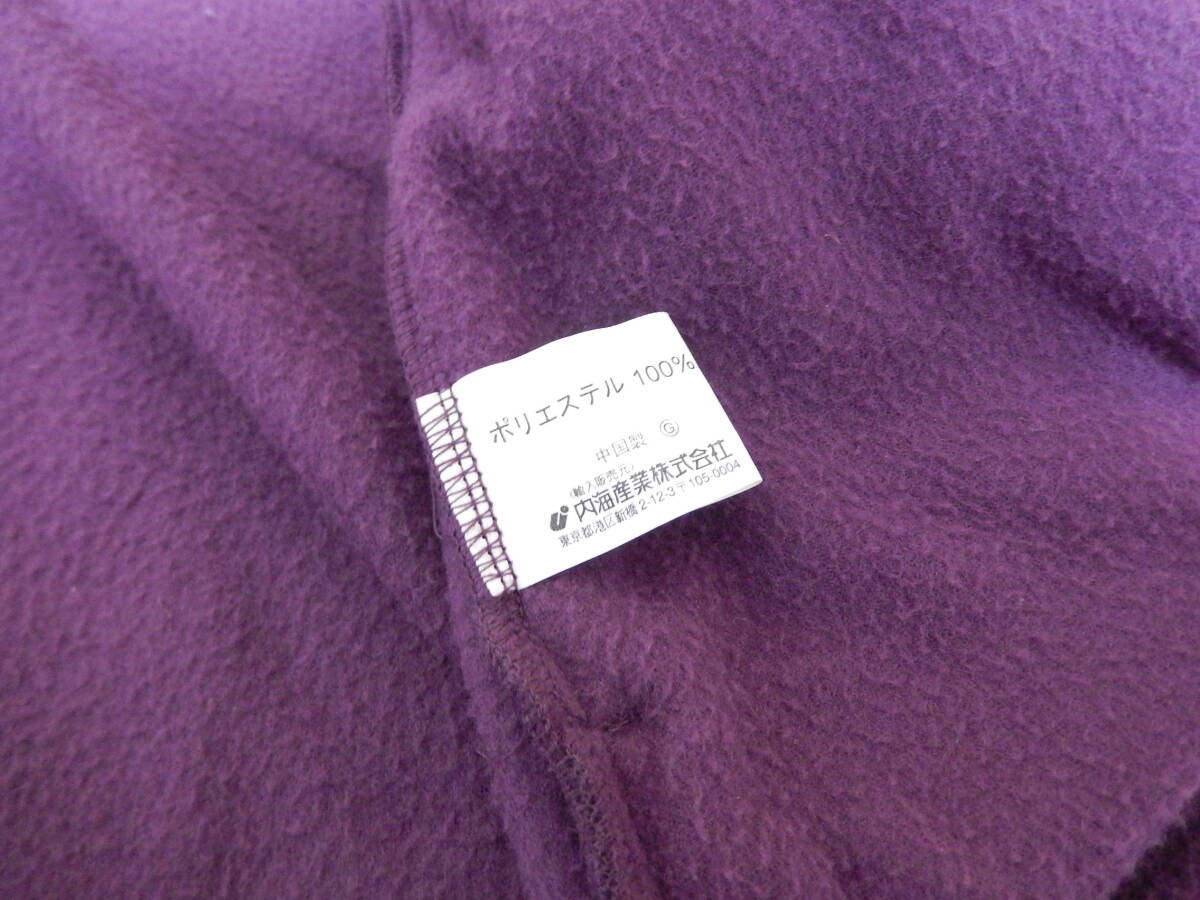 ポリエステル 100%
中国製 Ⓖ
(輸入販売元)
内海産業株式会社
東京都港区新橋 2-12-3 〒105-0004